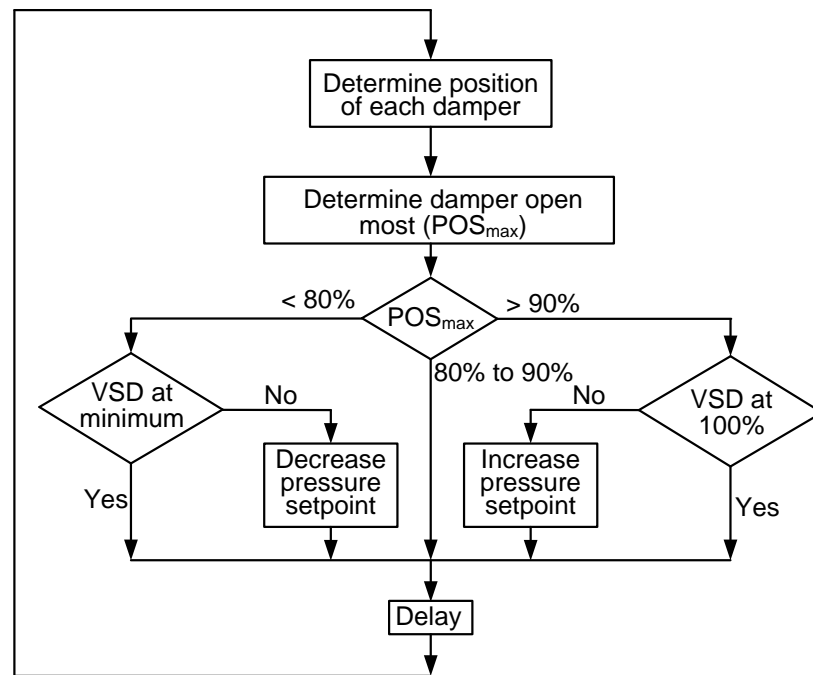 Determine position
of each damper
Determine damper open
most (POSmax)
< 80%
POSmax
> 90%
80% to 90%
VSD at
minimum
No
No
VSD at
100%
Decrease
pressure
setpoint
Increase
pressure
setpoint
Yes
Yes
Delay